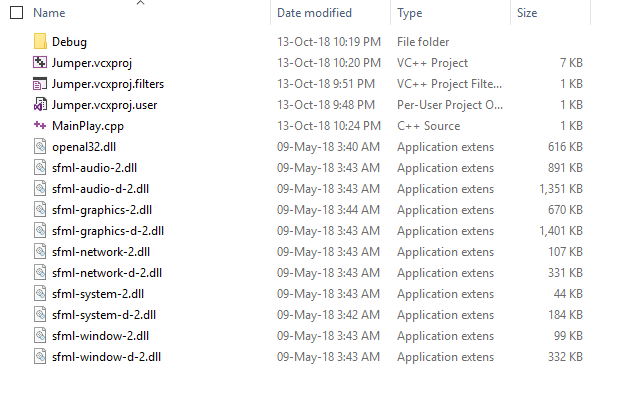 Name Date modified Type Size
Debug 13-Oct-18 10:19 PM File folder
Jumper.vcxproj 13-Oct-18 10:20 PM VC++ Project 7 KB
Jumper.vcxproj.filters 13-Oct-18 9:51 PM VC++ Project Filte... 1 KB
Jumper.vcxproj.user 13-Oct-18 9:48 PM Per-User Project O... 1 KB
MainPlay.cpp 13-Oct-18 10:24 PM C++ Source 1 KB
openal32.dll 09-May-18 3:40 AM Application extens 616 KB
sfml-audio-2.dll 09-May-18 3:43 AM Application extens 891 KB
sfml-audio-d-2.dll 09-May-18 3:43 AM Application extens 1,351 KB
sfml-graphics-2.dll 09-May-18 3:44 AM Application extens 670 KB
sfml-graphics-d-2.dll 09-May-18 3:43 AM Application extens 1,401 KB
sfml-network-2.dll 09-May-18 3:43 AM Application extens 107 KB
sfml-network-d-2.dll 09-May-18 3:43 AM Application extens 331 KB
sfml-system-2.dll 09-May-18 3:43 AM Application extens 44 KB
sfml-system-d-2.dll 09-May-18 3:42 AM Application extens 184 KB
sfml-window-2.dll 09-May-18 3:43 AM Application extens 99 KB
sfml-window-d-2.dll 09-May-18 3:43 AM Application extens 332 KB